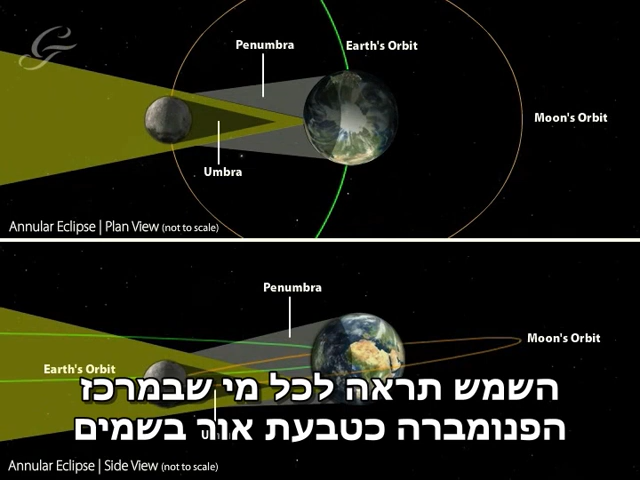 Penumbra
Earth's Orbit
Moon's Orbit
Umbra
Annular Eclipse | Plan View (not to scale)
Penumbra
Moon's Orbit
Earth's Orbit
השמש תראה לכל מי שבמרכז
הפנומברה כטבעת אור בשמים
Annular Eclipse | Side View (not to scale)